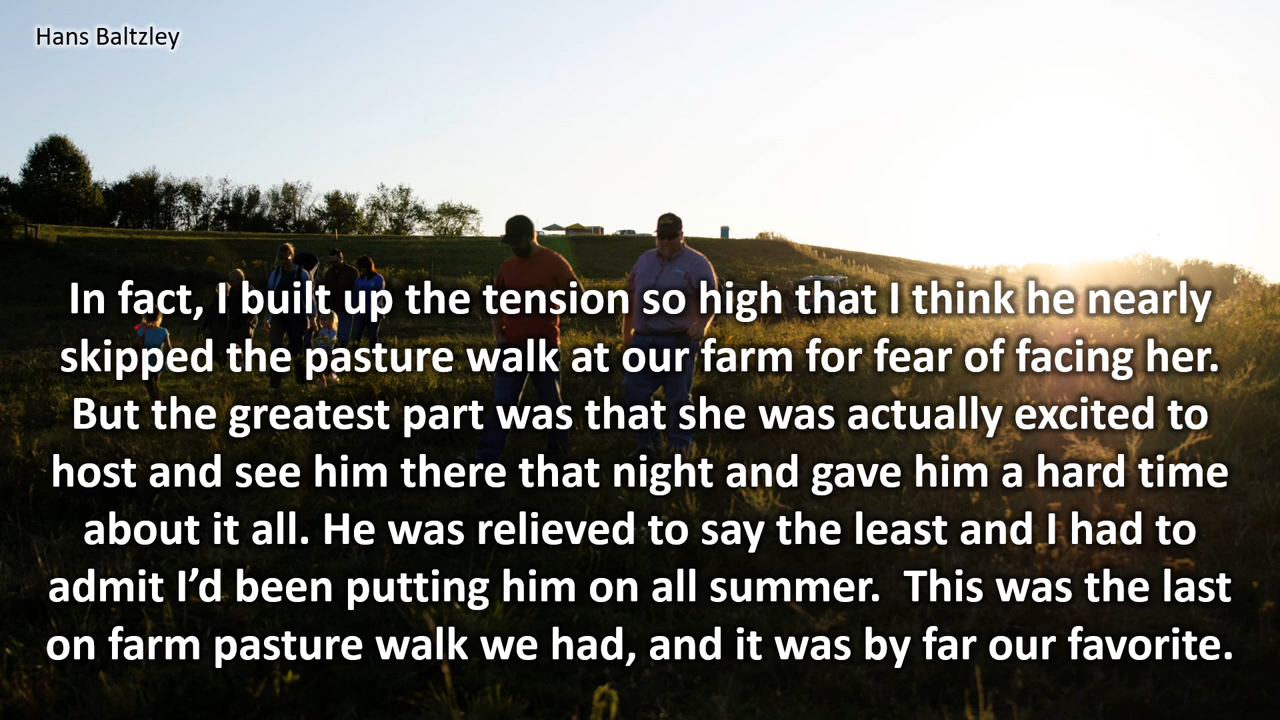 Hans Baltzley
In fact, I built up the tension so high that I think he nearly
skipped the pasture walk at our farm for fear of facing her.
But the greatest part was that she was actually excited to
host and see him there that night and gave him a hard time
about it all. He was relieved to say the least and I had to
admit I’d been putting him on all summer.  This was the last
on farm pasture walk we had, and it was by far our favorite.